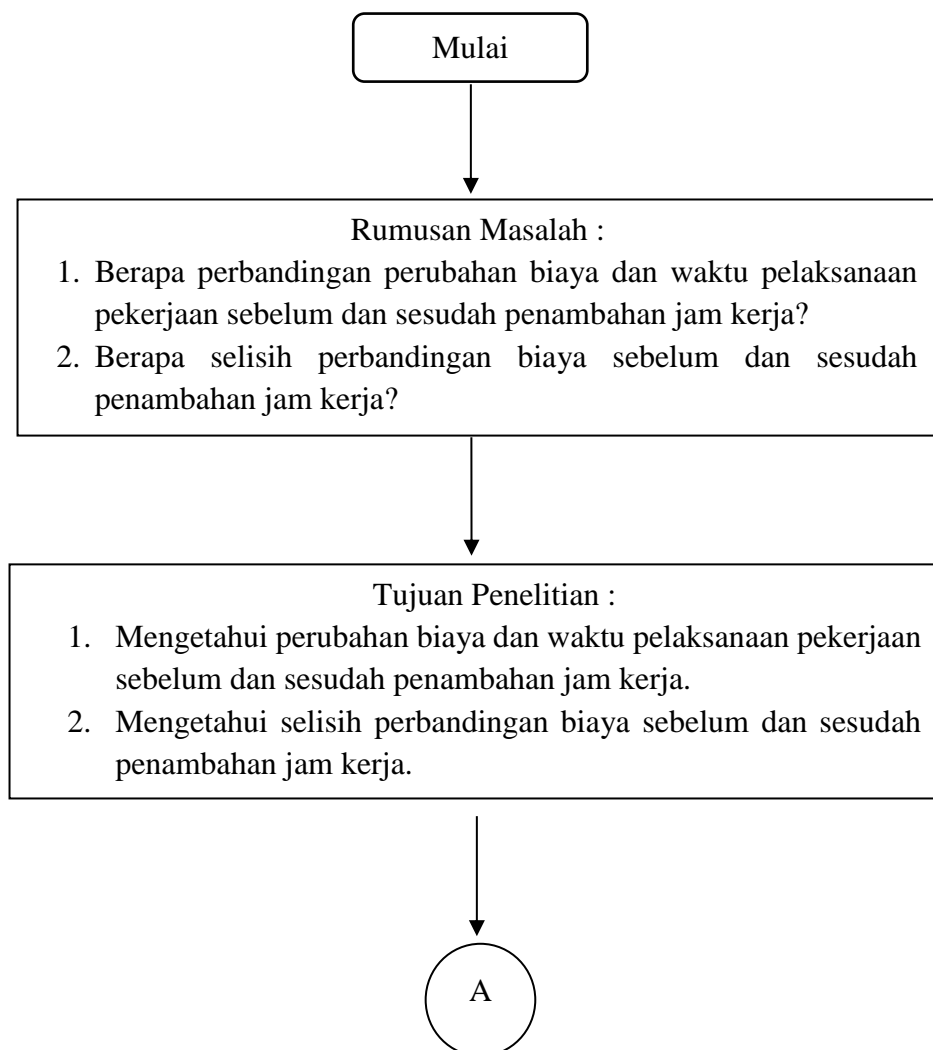 Mulai
Rumusan Masalah :
1. Berapa perbandingan perubahan biaya dan waktu pelaksanaan
pekerjaan sebelum dan sesudah penambahan jam kerja?
2. Berapa selisih perbandingan biaya sebelum dan sesudah
penambahan jam kerja?
Tujuan Penelitian :
1. Mengetahui perubahan biaya dan waktu pelaksanaan pekerjaan
sebelum dan sesudah penambahan jam kerja.
2. Mengetahui selisih perbandingan biaya sebelum dan sesudah
penambahan jam kerja.
A